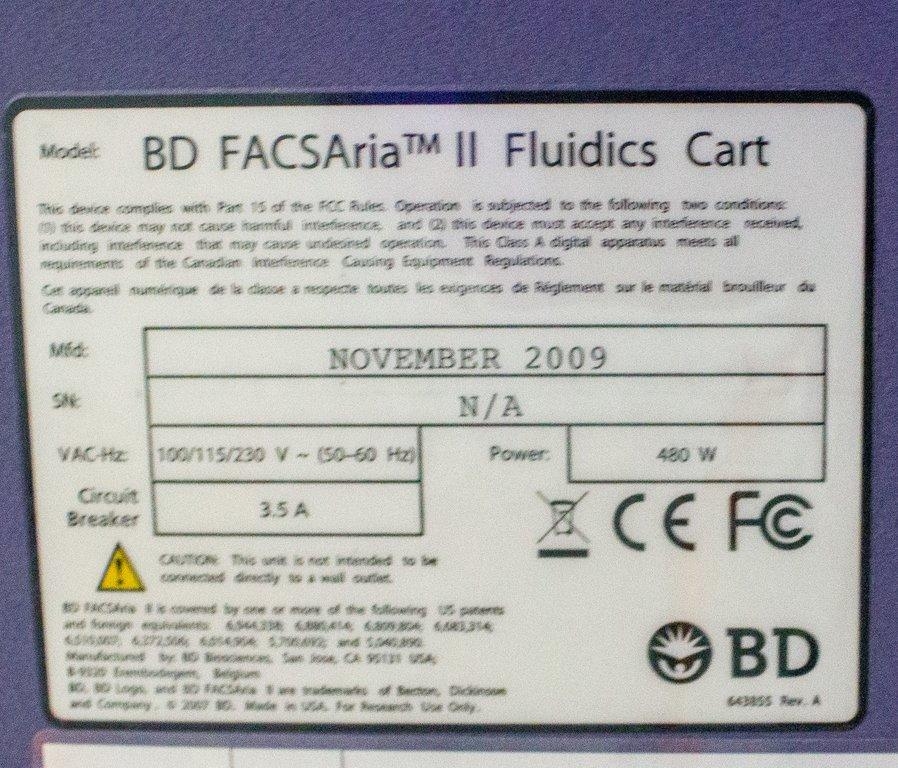 Model: BD FACSAria™ II Fluidics Cart
This device complies with Part 15 of the FCC Rules. Operation is subjected to the following two conditions:
(1) this device may not cause harmful interference, and (2) this device must accept any interference received,
including interference that may cause undesired operation. This Class A digital apparatus meets all
requirements of the Canadian Interference Causing Equipment Regulations.
Cet appareil numérique de la classe a respecte toutes les exigences de Réglement sur le matérial brouilleur du
Canada.
Mfd: NOVEMBER 2009
SN: N/A
VAC-Hz: 100/115/230 V ~ (50-60 Hz) Power: 480 W
Circuit
Breaker 3.5 A
CE FC
CAUTION: This unit is not intended to be
connected directly to a wall outlet.
BD FACSAria II is covered by one or more of the following US patents
and foreign equivalents:
and
Manufactured by: BD Biosciences, San Jose, CA 95131 USA;
Erembodegem, Belgium
BD, BD Logo, and BD FACSAria II are trademarks of Becton, Dickinson
and Company. © 2007 BD. Made in USA. For Research Use Only.
BD
643855 Rev. A